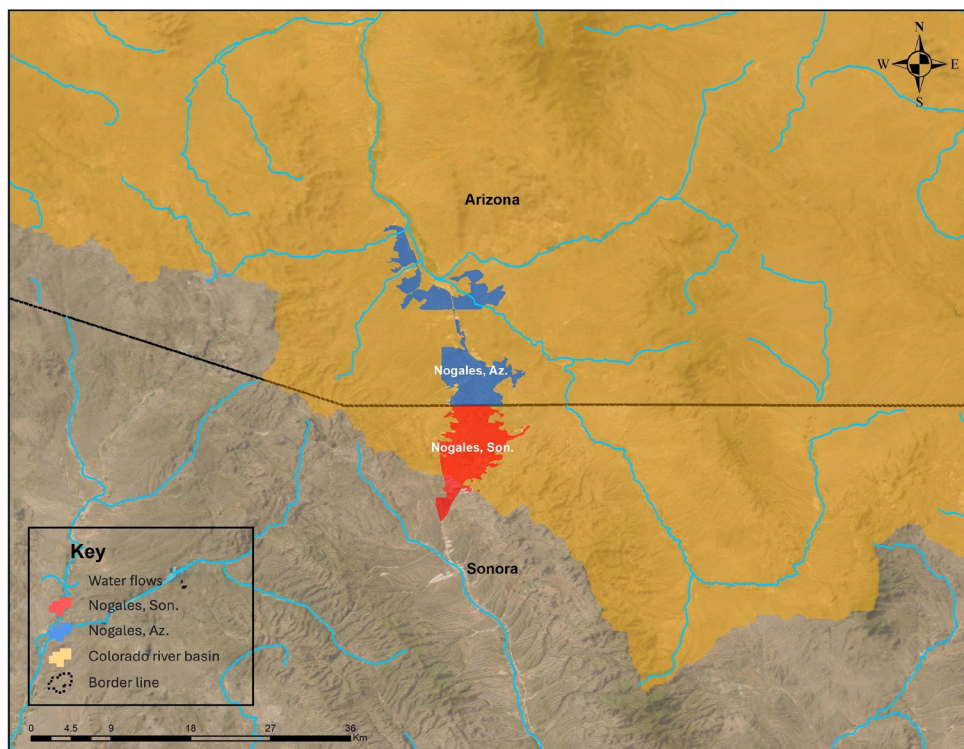 N
W E
S
Arizona
Nogales, Az.
Nogales, Son.
Sonora
Key
Water flows
Nogales, Son.
Nogales, Az.
Colorado river basin
Border line
0 4.5 9 18 27 36
Km